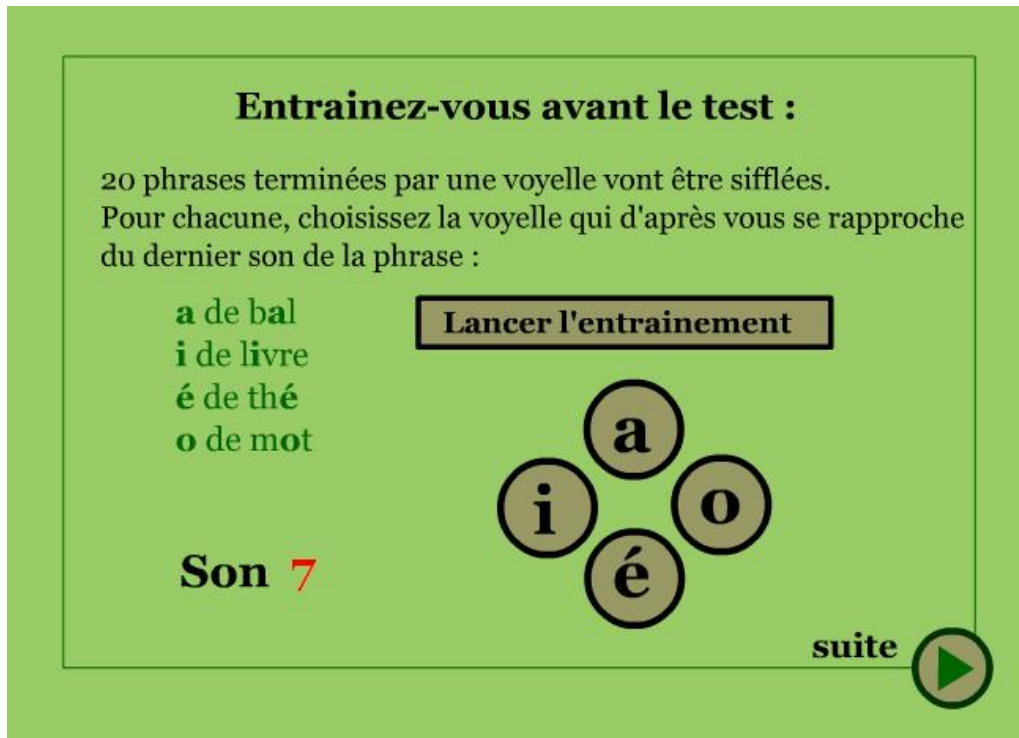 Entrainez-vous avant le test :
20 phrases terminées par une voyelle vont être sifflées.
Pour chacune, choisissez la voyelle qui d'après vous se rapproche
du dernier son de la phrase :
a de bal
i de livre
é de thé
o de mot
Lancer l'entrainement
a
i
o
é
Son 7
suite